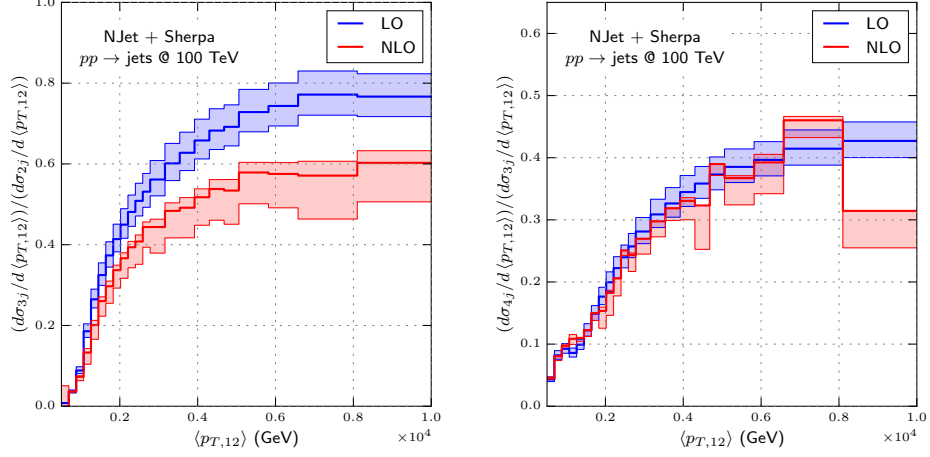 (dσ3j/d⟨pT,12⟩)/(dσ2j/d⟨pT,12⟩)
1.0
0.8
0.6
0.4
0.2
0.0
NJet + Sherpa
pp → jets @ 100 TeV
LO
NLO
0.2
0.4
0.6
0.8
1.0
×10⁴
⟨pT,12⟩ (GeV)
(dσ4j/d⟨pT,12⟩)/(dσ3j/d⟨pT,12⟩)
0.6
0.5
0.4
0.3
0.2
0.1
0.0
NJet + Sherpa
pp → jets @ 100 TeV
LO
NLO
0.2
0.4
0.6
0.8
1.0
×10⁴
⟨pT,12⟩ (GeV)